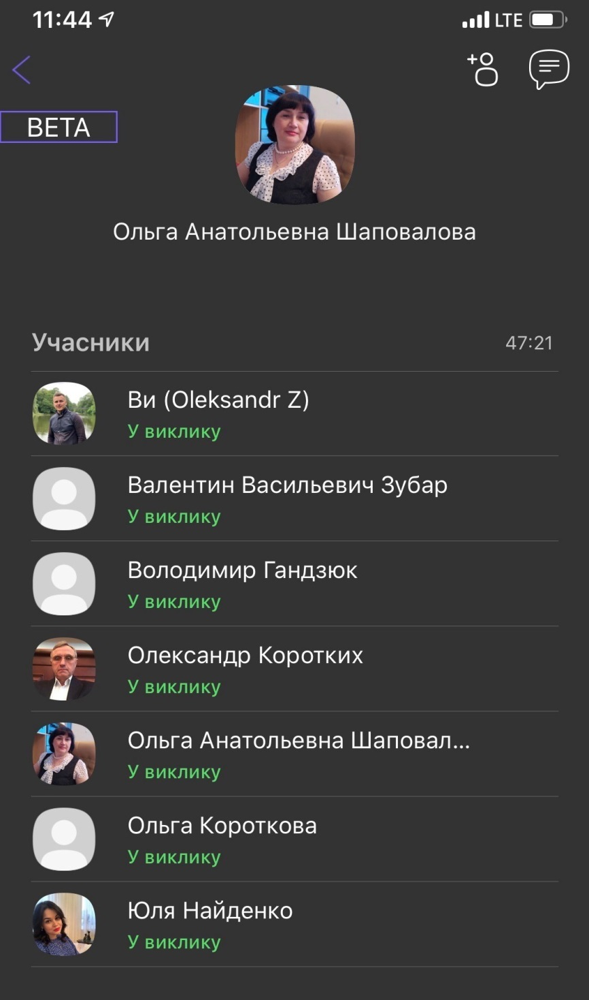 11:44
LTE
BETA
Ольга Анатольевна Шаповалова
Учасники
47:21
Ви (Oleksandr Z)
У виклику
Валентин Васильевич Зубар
У виклику
Володимир Гандзюк
У виклику
Олександр Коротких
У виклику
Ольга Анатольевна Шаповал...
У виклику
Ольга Короткова
У виклику
Юля Найденко
У виклику